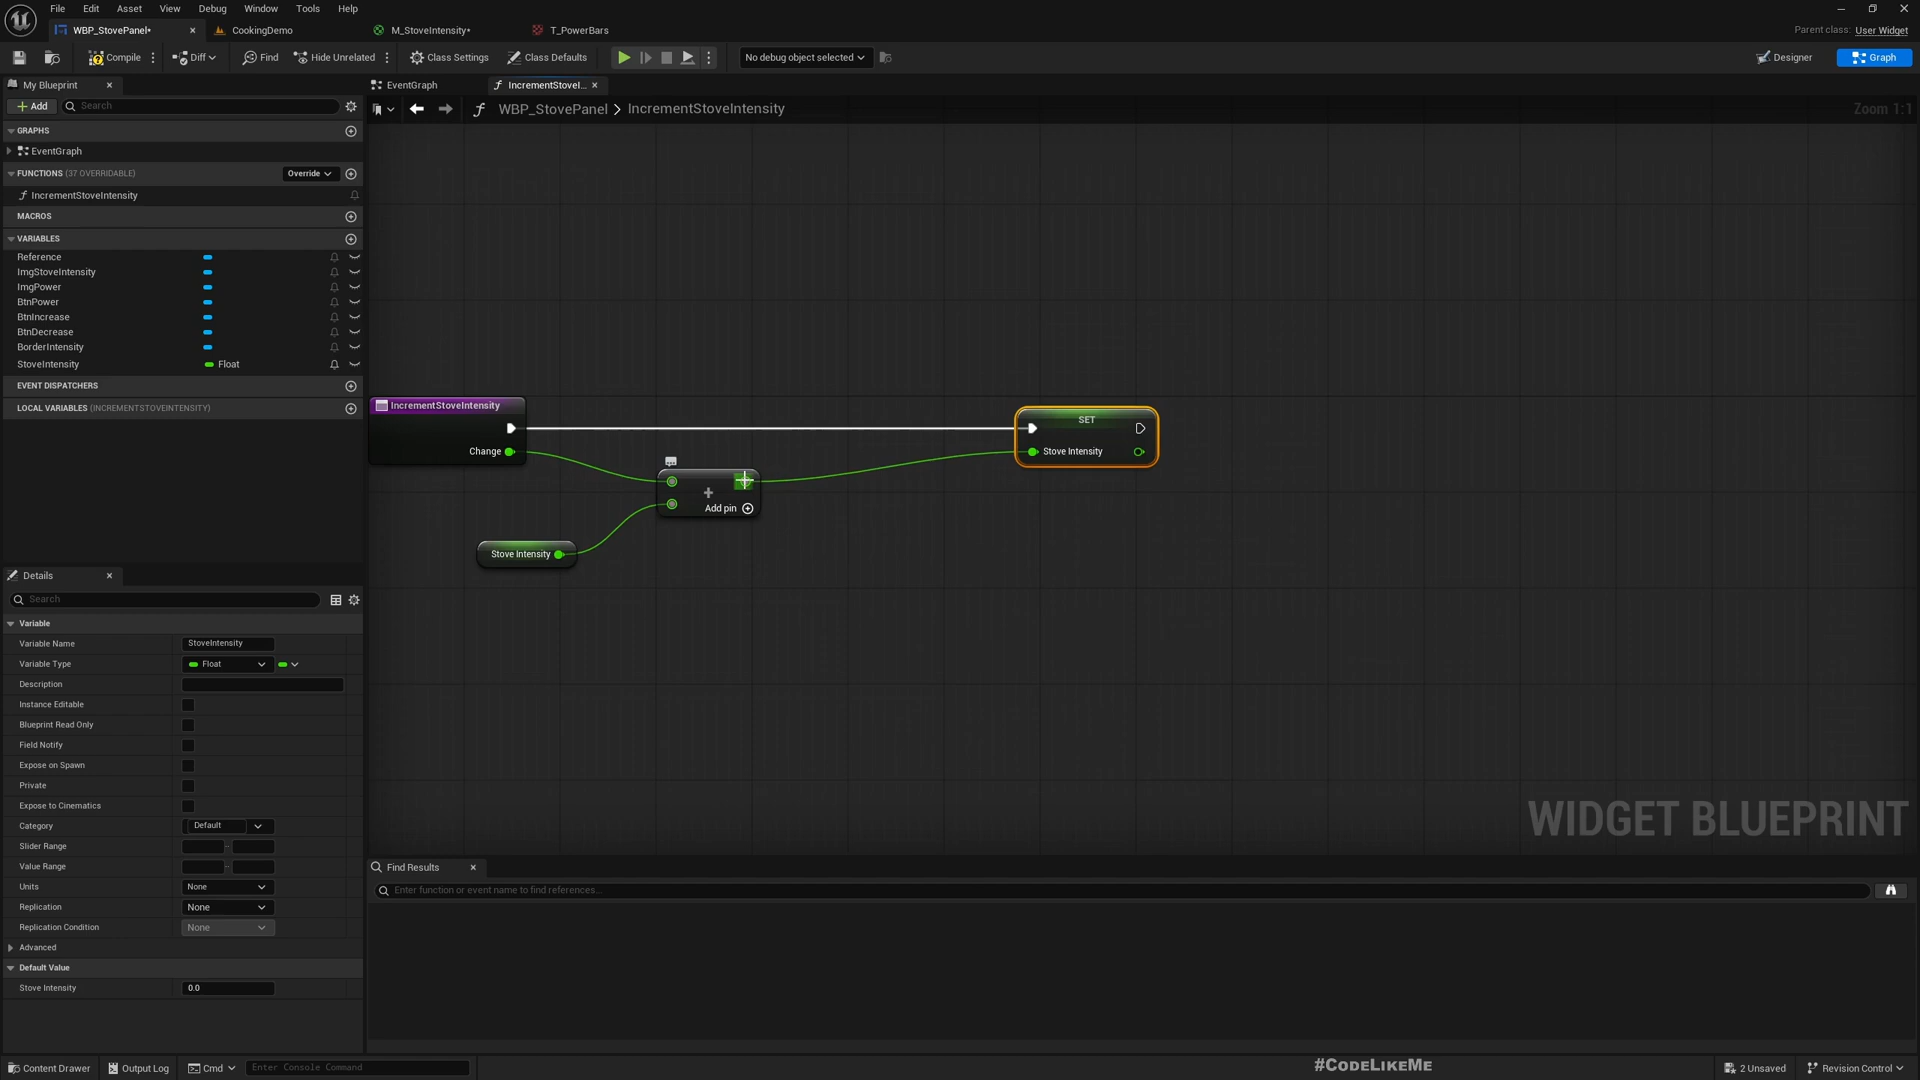 File Edit Asset View Debug Window Tools Help
WBP_StovePanel• CookingDemo M_StoveIntensity• T_PowerBars
Parent class: User Widget
Compile Diff Find Hide Unrelated Class Settings Class Defaults No debug object selected Designer Graph
My Blueprint EventGraph IncrementStoveI...
Add Search WBP_StovePanel > IncrementStoveIntensity Zoom 1:1
GRAPHS
EventGraph
FUNCTIONS (37 OVERRIDABLE) Override
IncrementStoveIntensity
MACROS
VARIABLES
Reference
ImgStoveIntensity
ImgPower
BtnPower
BtnIncrease
BtnDecrease
BorderIntensity
StoveIntensity Float
EVENT DISPATCHERS
LOCAL VARIABLES (INCREMENTSTOVEINTENSITY)
IncrementStoveIntensity
Change
Add pin
Stove Intensity
SET
Stove Intensity
WIDGET BLUEPRINT
Details
Search
Variable
Variable Name StoveIntensity
Variable Type Float
Description
Instance Editable
Blueprint Read Only
Field Notify
Expose on Spawn
Private
Expose to Cinematics
Category Default
Slider Range
Value Range
Units None
Replication None
Replication Condition None
Advanced
Default Value
Stove Intensity 0.0
Find Results
Enter function or event name to find references...
Content Drawer Output Log Cmd Enter Console Command #CODELIKEME 2 Unsaved Revision Control